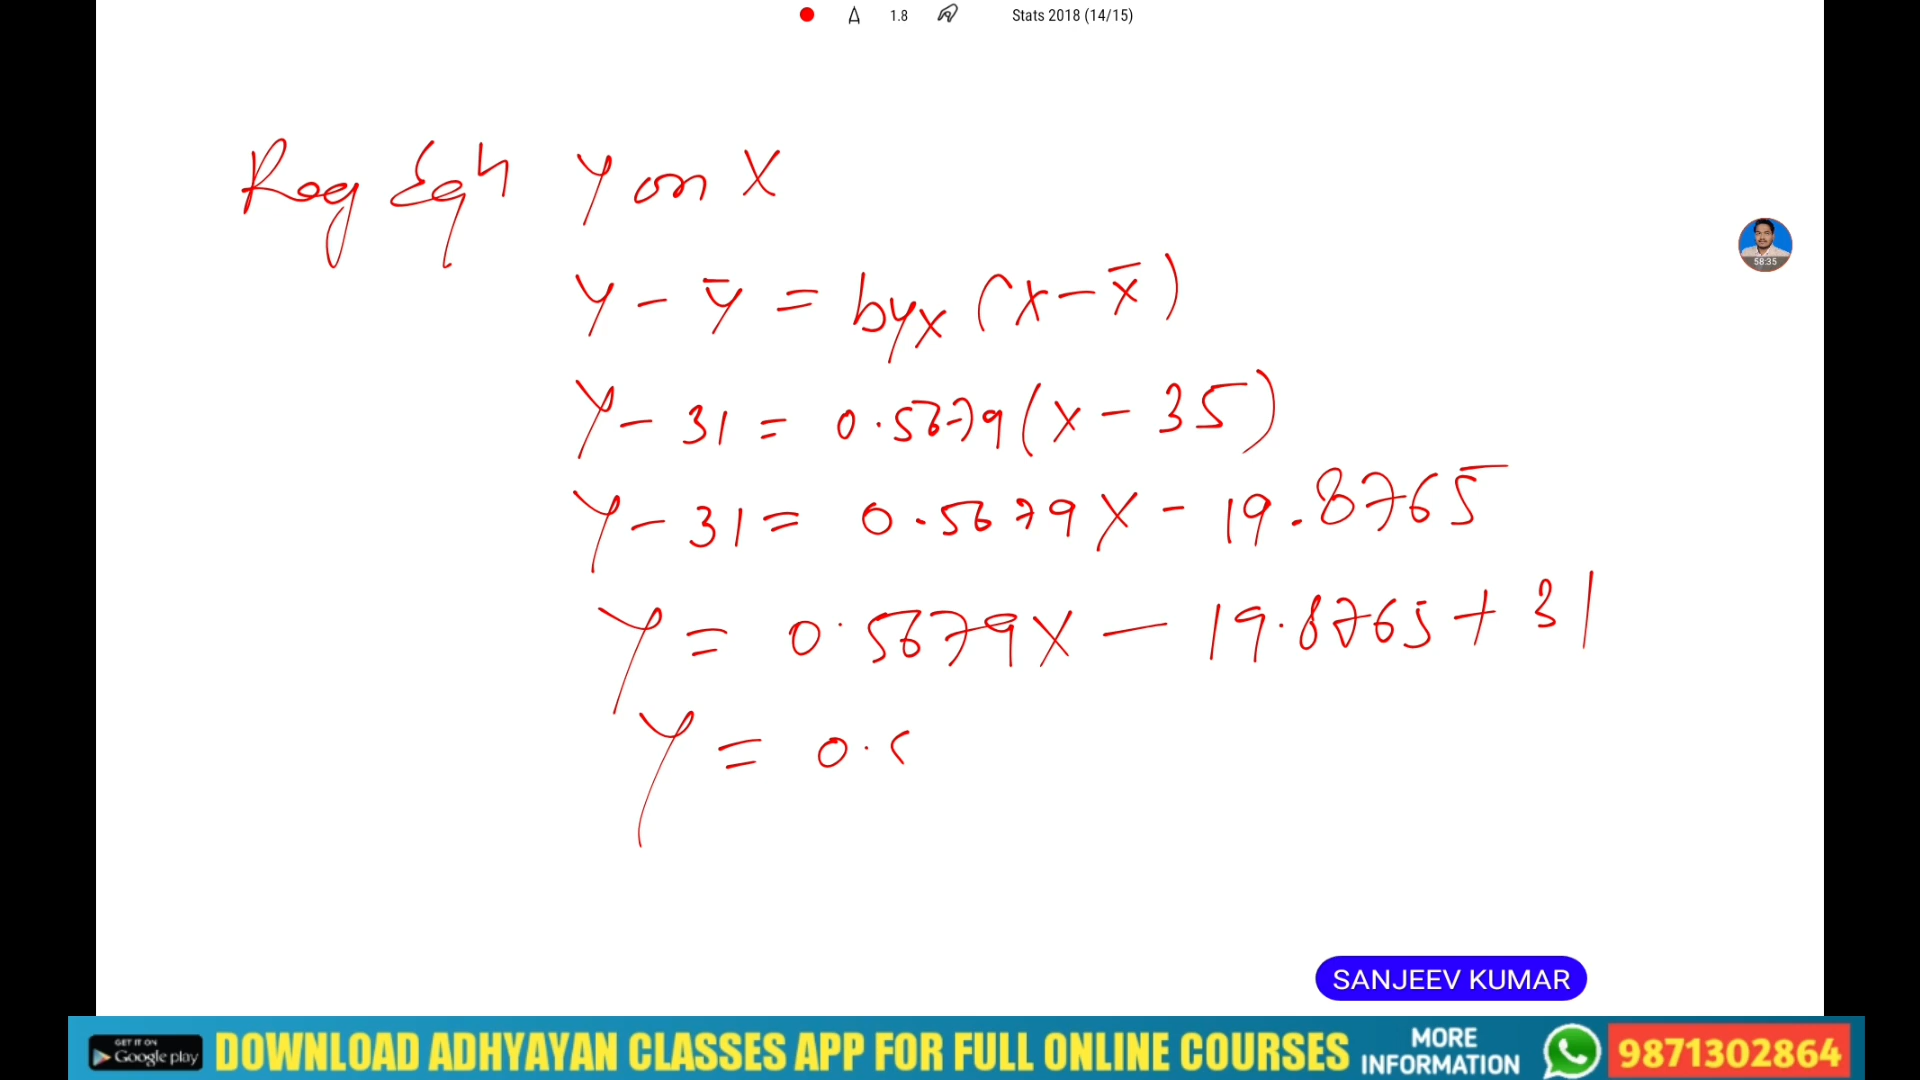 1.8 Stats 2018 (14/15)
Reg Eqn Y on X
Y - Ȳ = byx (X - X̄)
58:35
Y - 31 = 0.5679 (X - 35)
Y - 31 = 0.5679X - 19.8765
Y = 0.5679X - 19.8765 + 31
Y = 0.
SANJEEV KUMAR
GET IT ON Google play DOWNLOAD ADHYAYAN CLASSES APP FOR FULL ONLINE COURSES MORE INFORMATION 9871302864